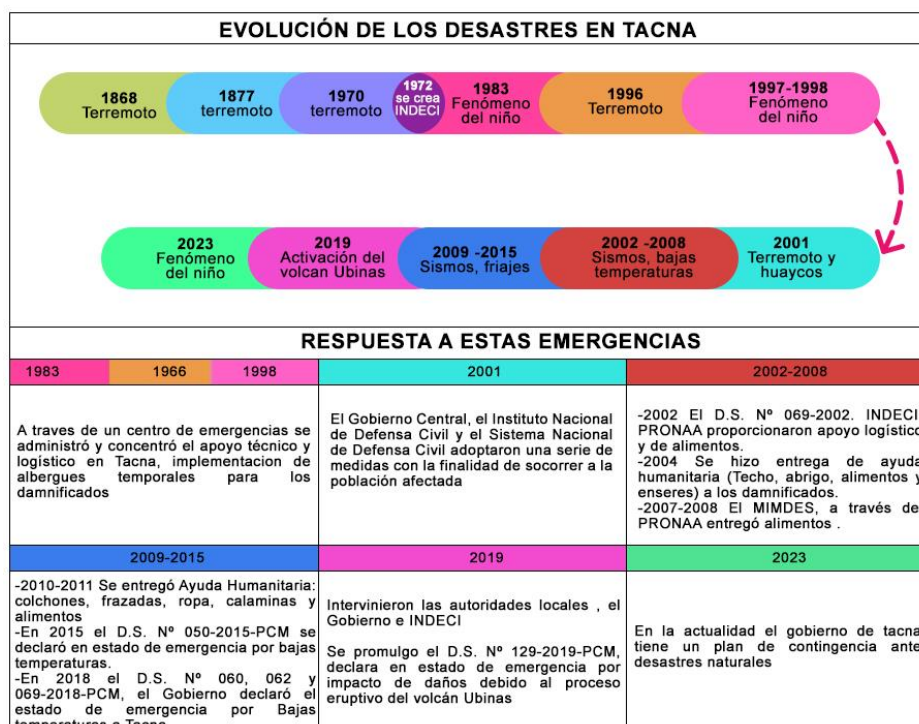 EVOLUCIÓN DE LOS DESASTRES EN TACNA
1868
Terremoto
1877
terremoto
1970
terremoto
1972
se crea
INDECI
1983
Fenómeno
del niño
1996
Terremoto
1997-1998
Fenómeno
del niño
2023
Fenómeno
del niño
2019
Activación del
volcan Ubinas
2009 -2015
Sismos, friajes
2002 -2008
Sismos, bajas
temperaturas
2001
Terremoto y
huaycos
RESPUESTA A ESTAS EMERGENCIAS
1983
1966
1998
2001
2002-2008
A traves de un centro de emergencias se
administró y concentró el apoyo técnico y
logístico en Tacna, implementacion de
albergues temporales para los
damnificados
El Gobierno Central, el Instituto Nacional
de Defensa Civil y el Sistema Nacional
de Defensa Civil adoptaron una serie de
medidas con la finalidad de socorrer a la
población afectada
-2002 El D.S. Nº 069-2002. INDECI
PRONAA proporcionaron apoyo logístico
y de alimentos.
-2004 Se hizo entrega de ayuda
humanitaria (Techo, abrigo, alimentos y
enseres) a los damnificados.
-2007-2008 El MIMDES, a través de
PRONAA entregó alimentos .
2009-2015
2019
2023
-2010-2011 Se entregó Ayuda Humanitaria:
colchones, frazadas, ropa, calaminas y
alimentos
-En 2015 el D.S. Nº 050-2015-PCM se
declaró en estado de emergencia por bajas
temperaturas.
-En 2018 el D.S. Nº 060, 062 y
069-2018-PCM, el Gobierno declaró el
estado de emergencia por Bajas
temperaturas a Tacna
Intervinieron las autoridades locales , el
Gobierno e INDECI
Se promulgo el D.S. Nº 129-2019-PCM,
declara en estado de emergencia por
impacto de daños debido al proceso
eruptivo del volcán Ubinas
En la actualidad el gobierno de tacna
tiene un plan de contingencia ante
desastres naturales